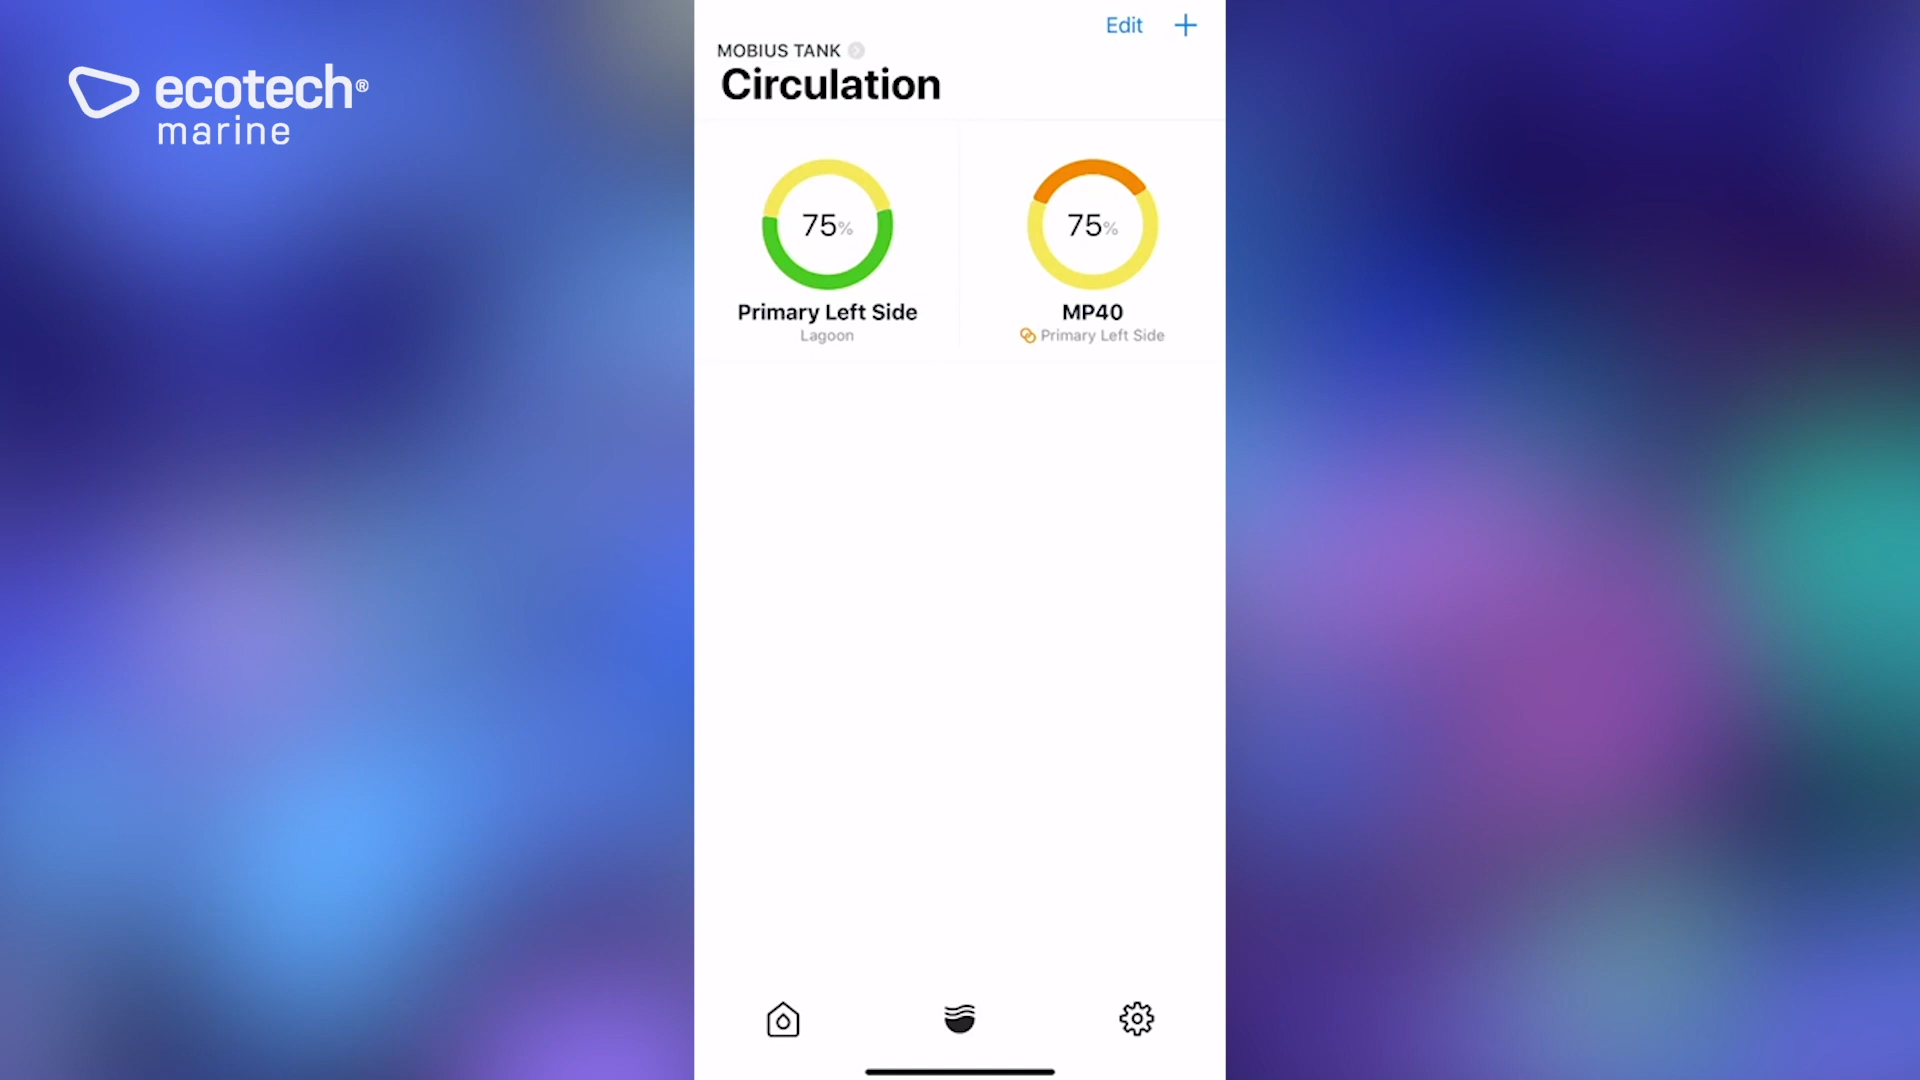 ecotech®
marine
Edit +
MOBIUS TANK
Circulation
75%
75%
Primary Left Side
Lagoon
MP40
Primary Left Side